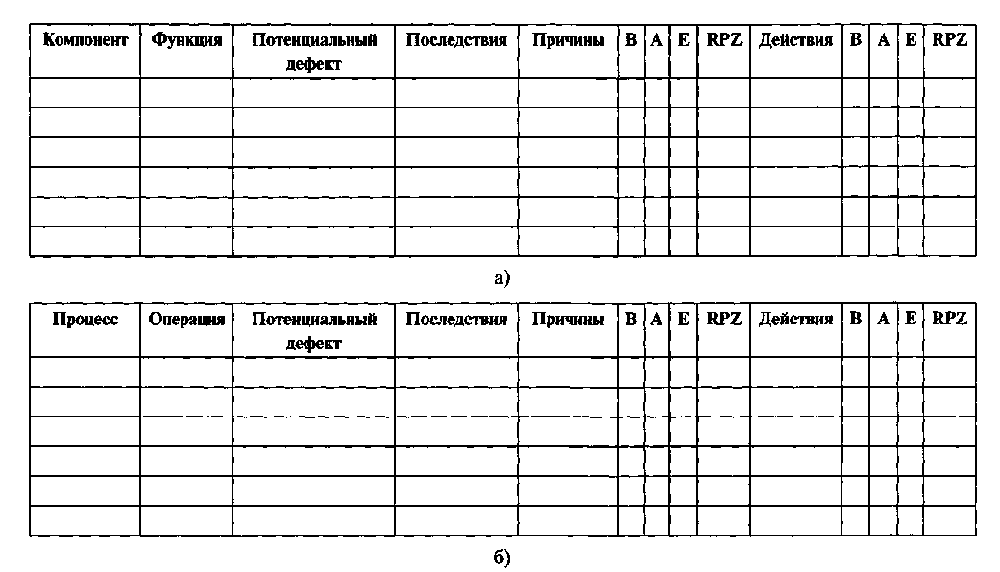 Компонент Функция Потенциальный дефект Последствия Причины B A E RPZ Действия B A E RPZ
а)
Процесс Операция Потенциальный дефект Последствия Причины B A E RPZ Действия B A E RPZ
б)